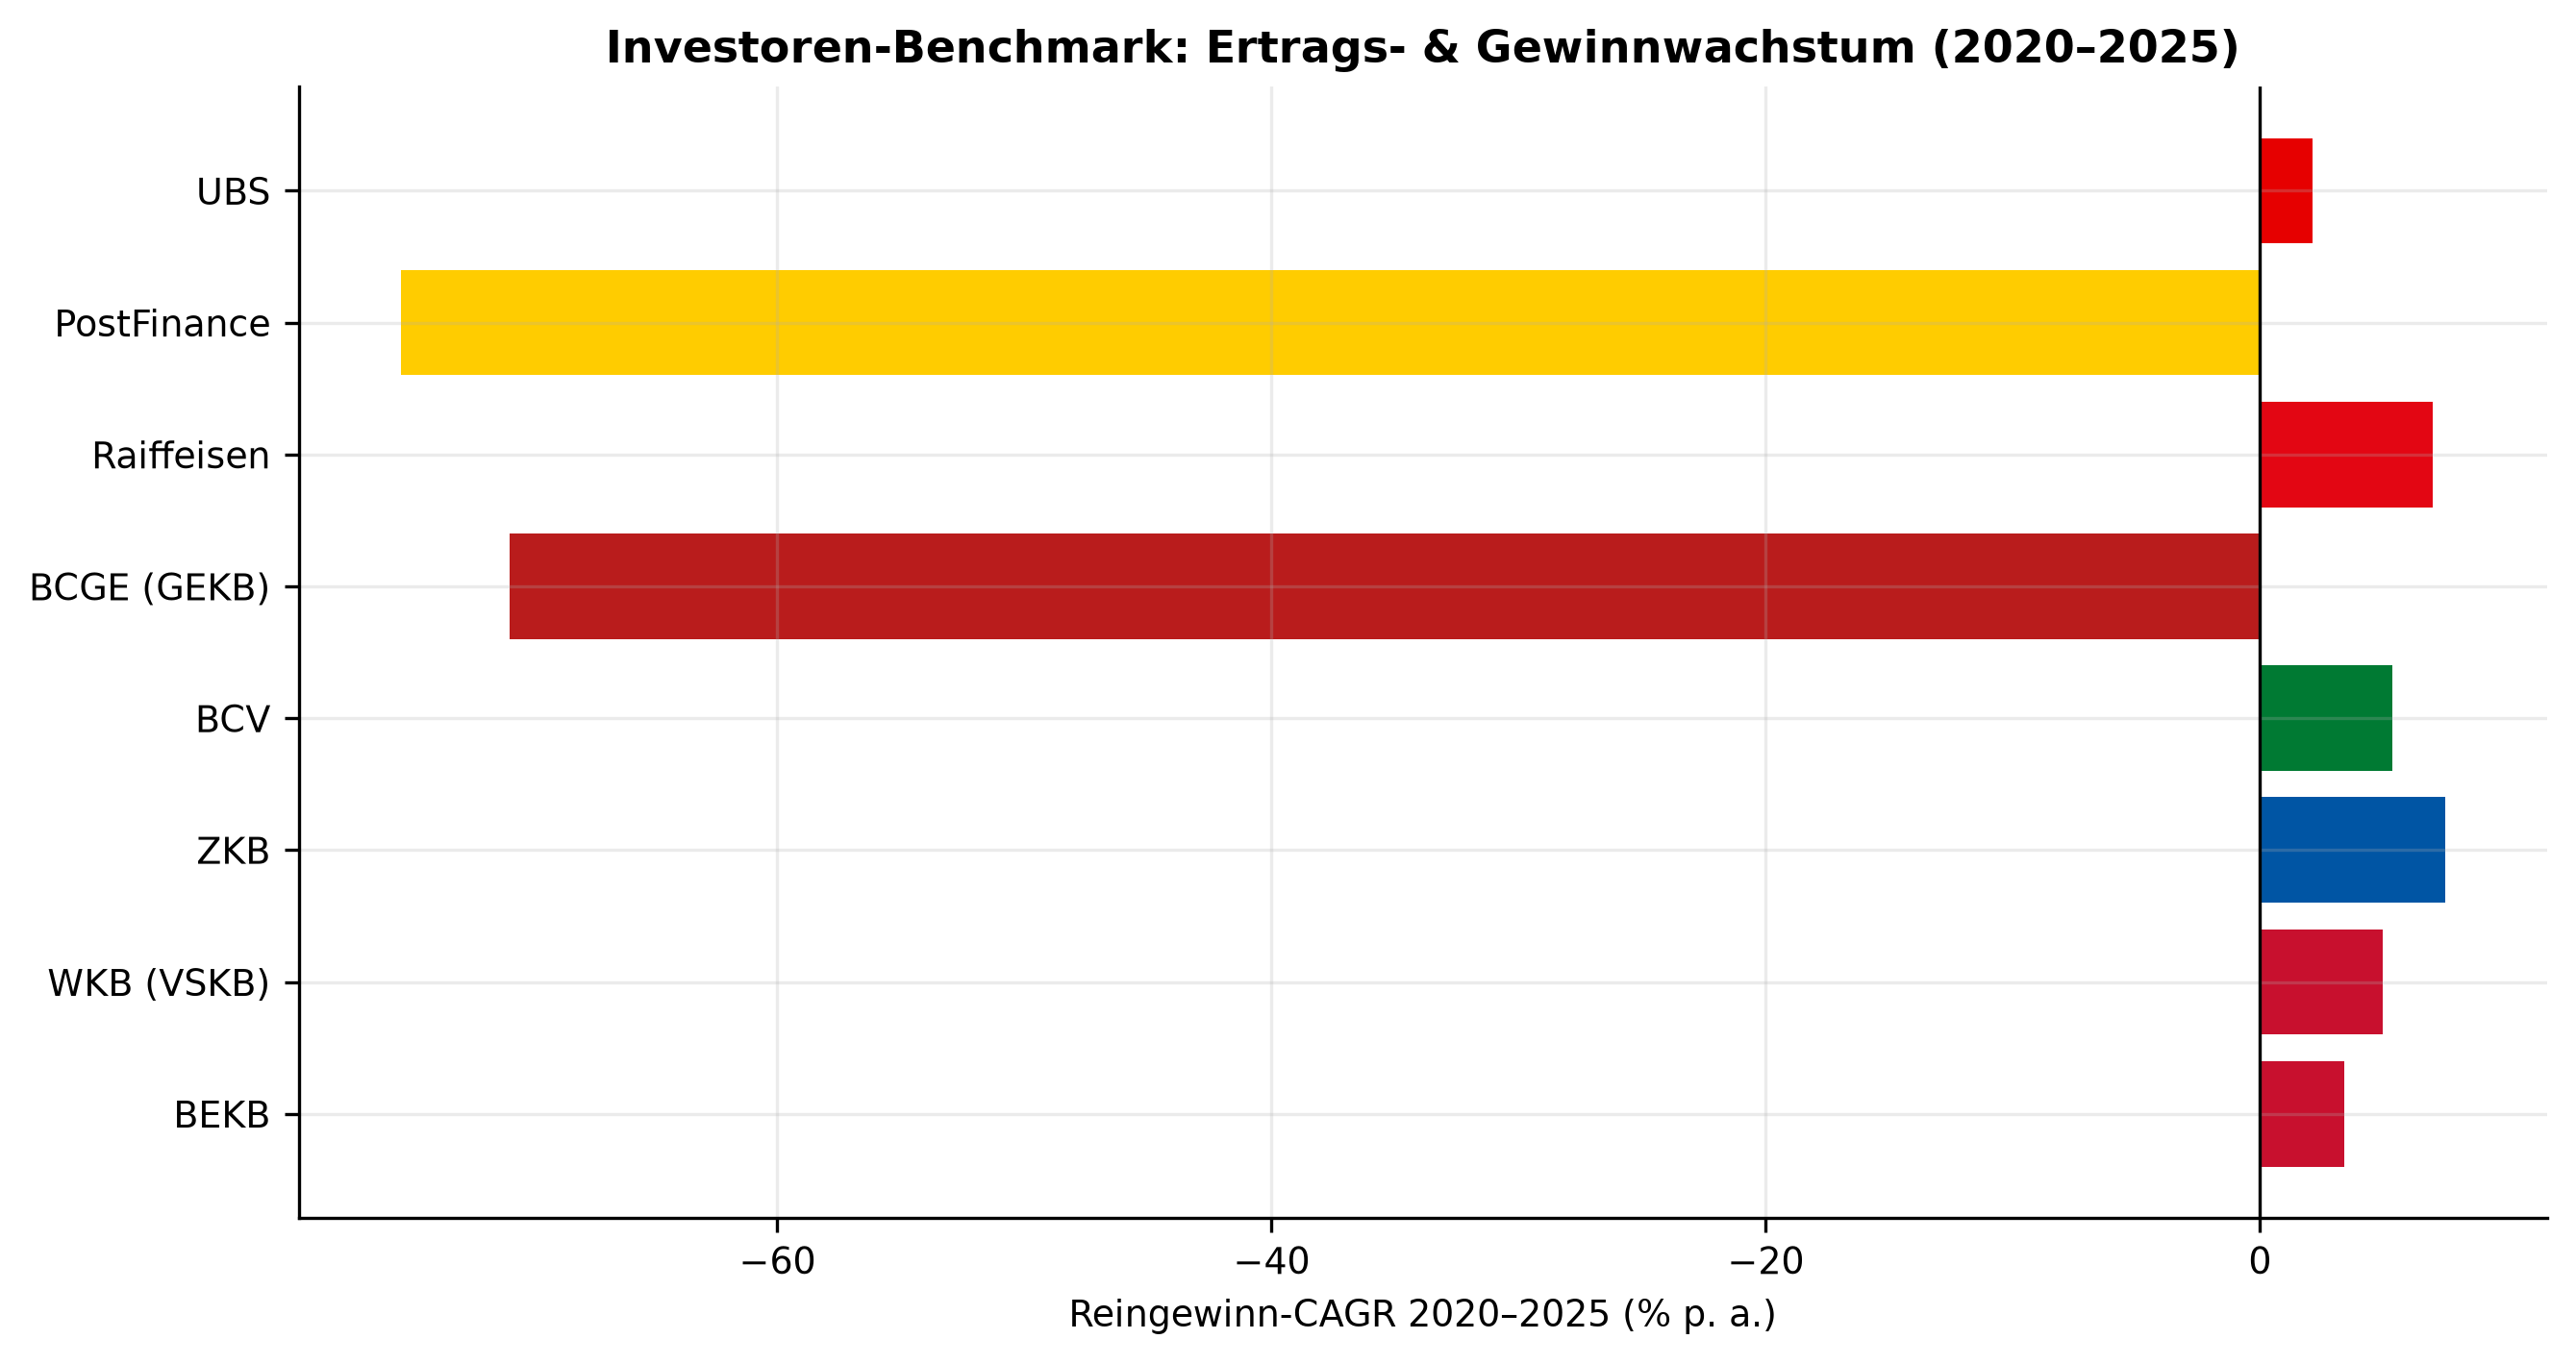 Investoren-Benchmark: Ertrags- & Gewinnwachstum (2020–2025)
UBS
PostFinance
Raiffeisen
BCGE (GEKB)
BCV
ZKB
WKB (VSKB)
BEKB
−60 −40 −20 0
Reingewinn-CAGR 2020–2025 (% p. a.)